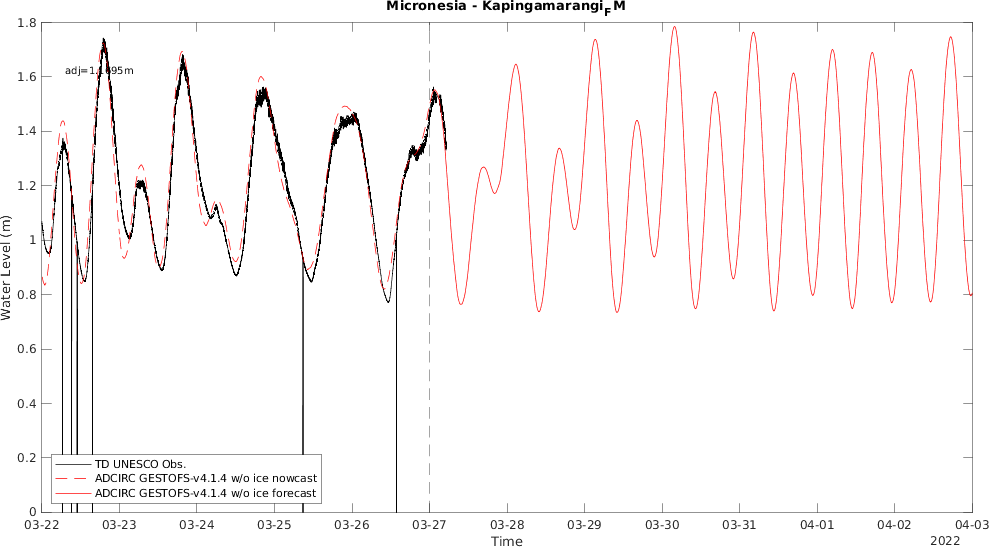 Micronesia - KapingamarangiFM
1.8
1.6
1.4
1.2
1
0.8
0.6
0.4
0.2
0
Water Level (m)
TD UNESCO Obs.
ADCIRC GESTOFS-v4.1.4 w/o ice nowcast
ADCIRC GESTOFS-v4.1.4 w/o ice forecast
03-22 03-23 03-24 03-25 03-26 03-27 03-28 03-29 03-30 03-31 04-01 04-02 04-03
Time
2022